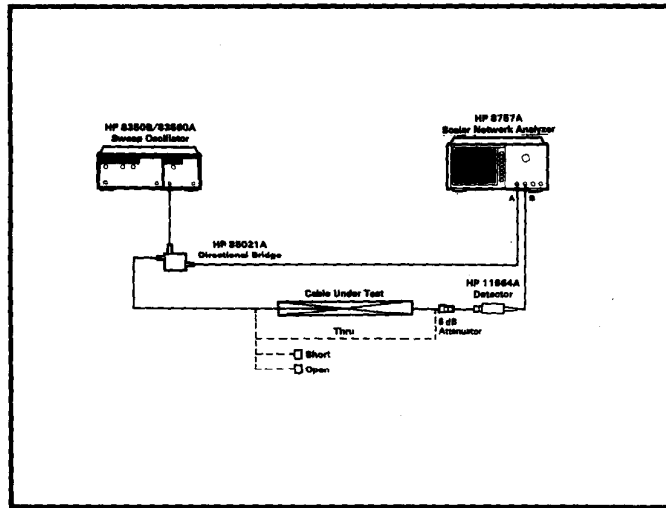 HP 8350B/83590A
Sweep Oscillator
HP 8757A
Scalar Network Analyzer
A
B
HP 85021A
Directional Bridge
Cable Under Test
HP 11664A
Detector
Thru
6 dB
Attenuator
Short
Open